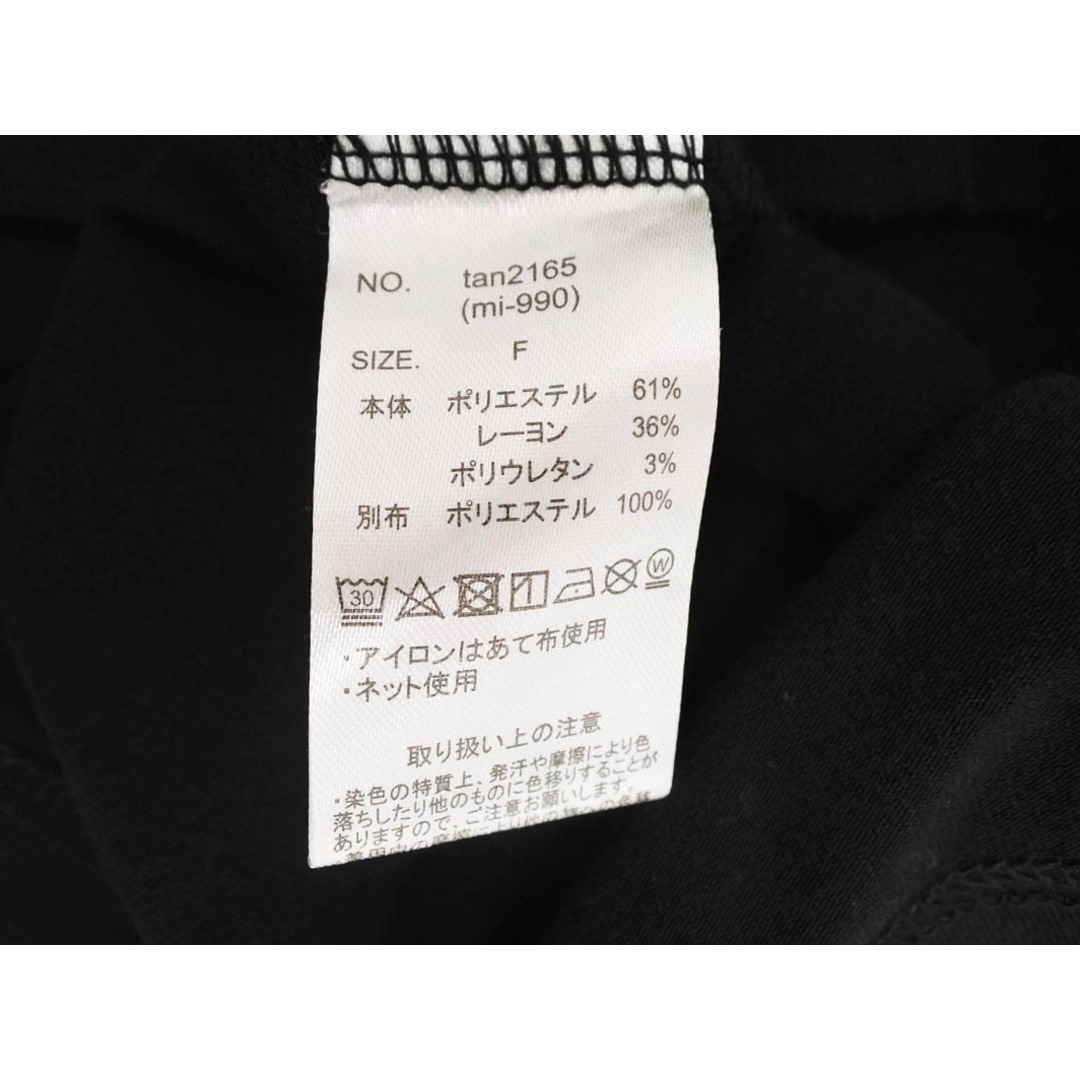 NO. tan2165
(mi-990)
SIZE. F
本体 ポリエステル 61%
レーヨン 36%
ポリウレタン 3%
別布 ポリエステル 100%
30 W
・アイロンはあて布使用
・ネット使用
取り扱い上の注意
・染色の特質上、発汗や摩擦により色
落ちしたり他のものに色移りすることが
ありますので、ご注意お願いします。